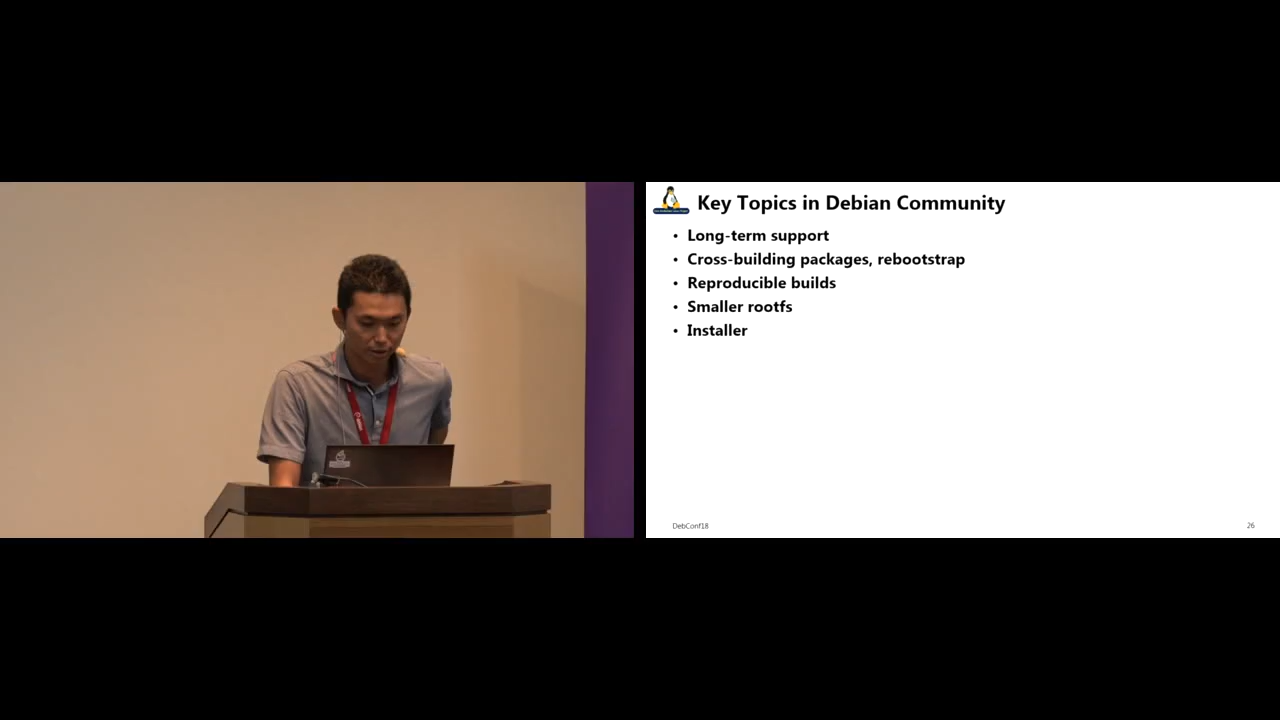 Key Topics in Debian Community
• Long-term support
• Cross-building packages, rebootstrap
• Reproducible builds
• Smaller rootfs
• Installer
DebConf18
26